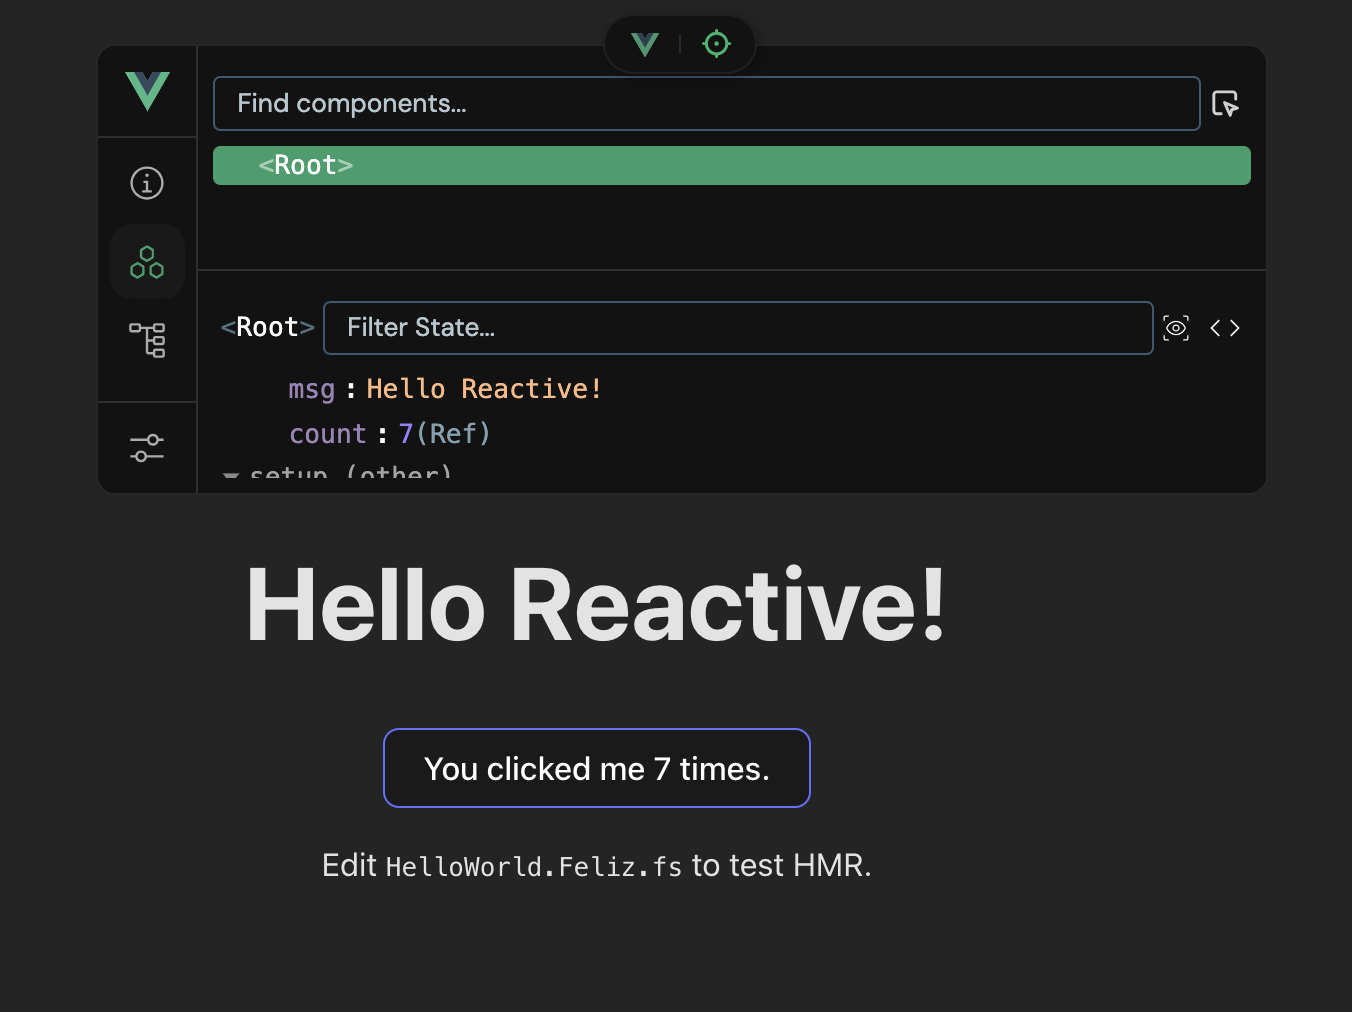 Find components...
<Root>
<Root> Filter State...
msg : Hello Reactive!
count : 7(Ref)
setup (other)
Hello Reactive!
You clicked me 7 times.
Edit HelloWorld.Feliz.fs to test HMR.